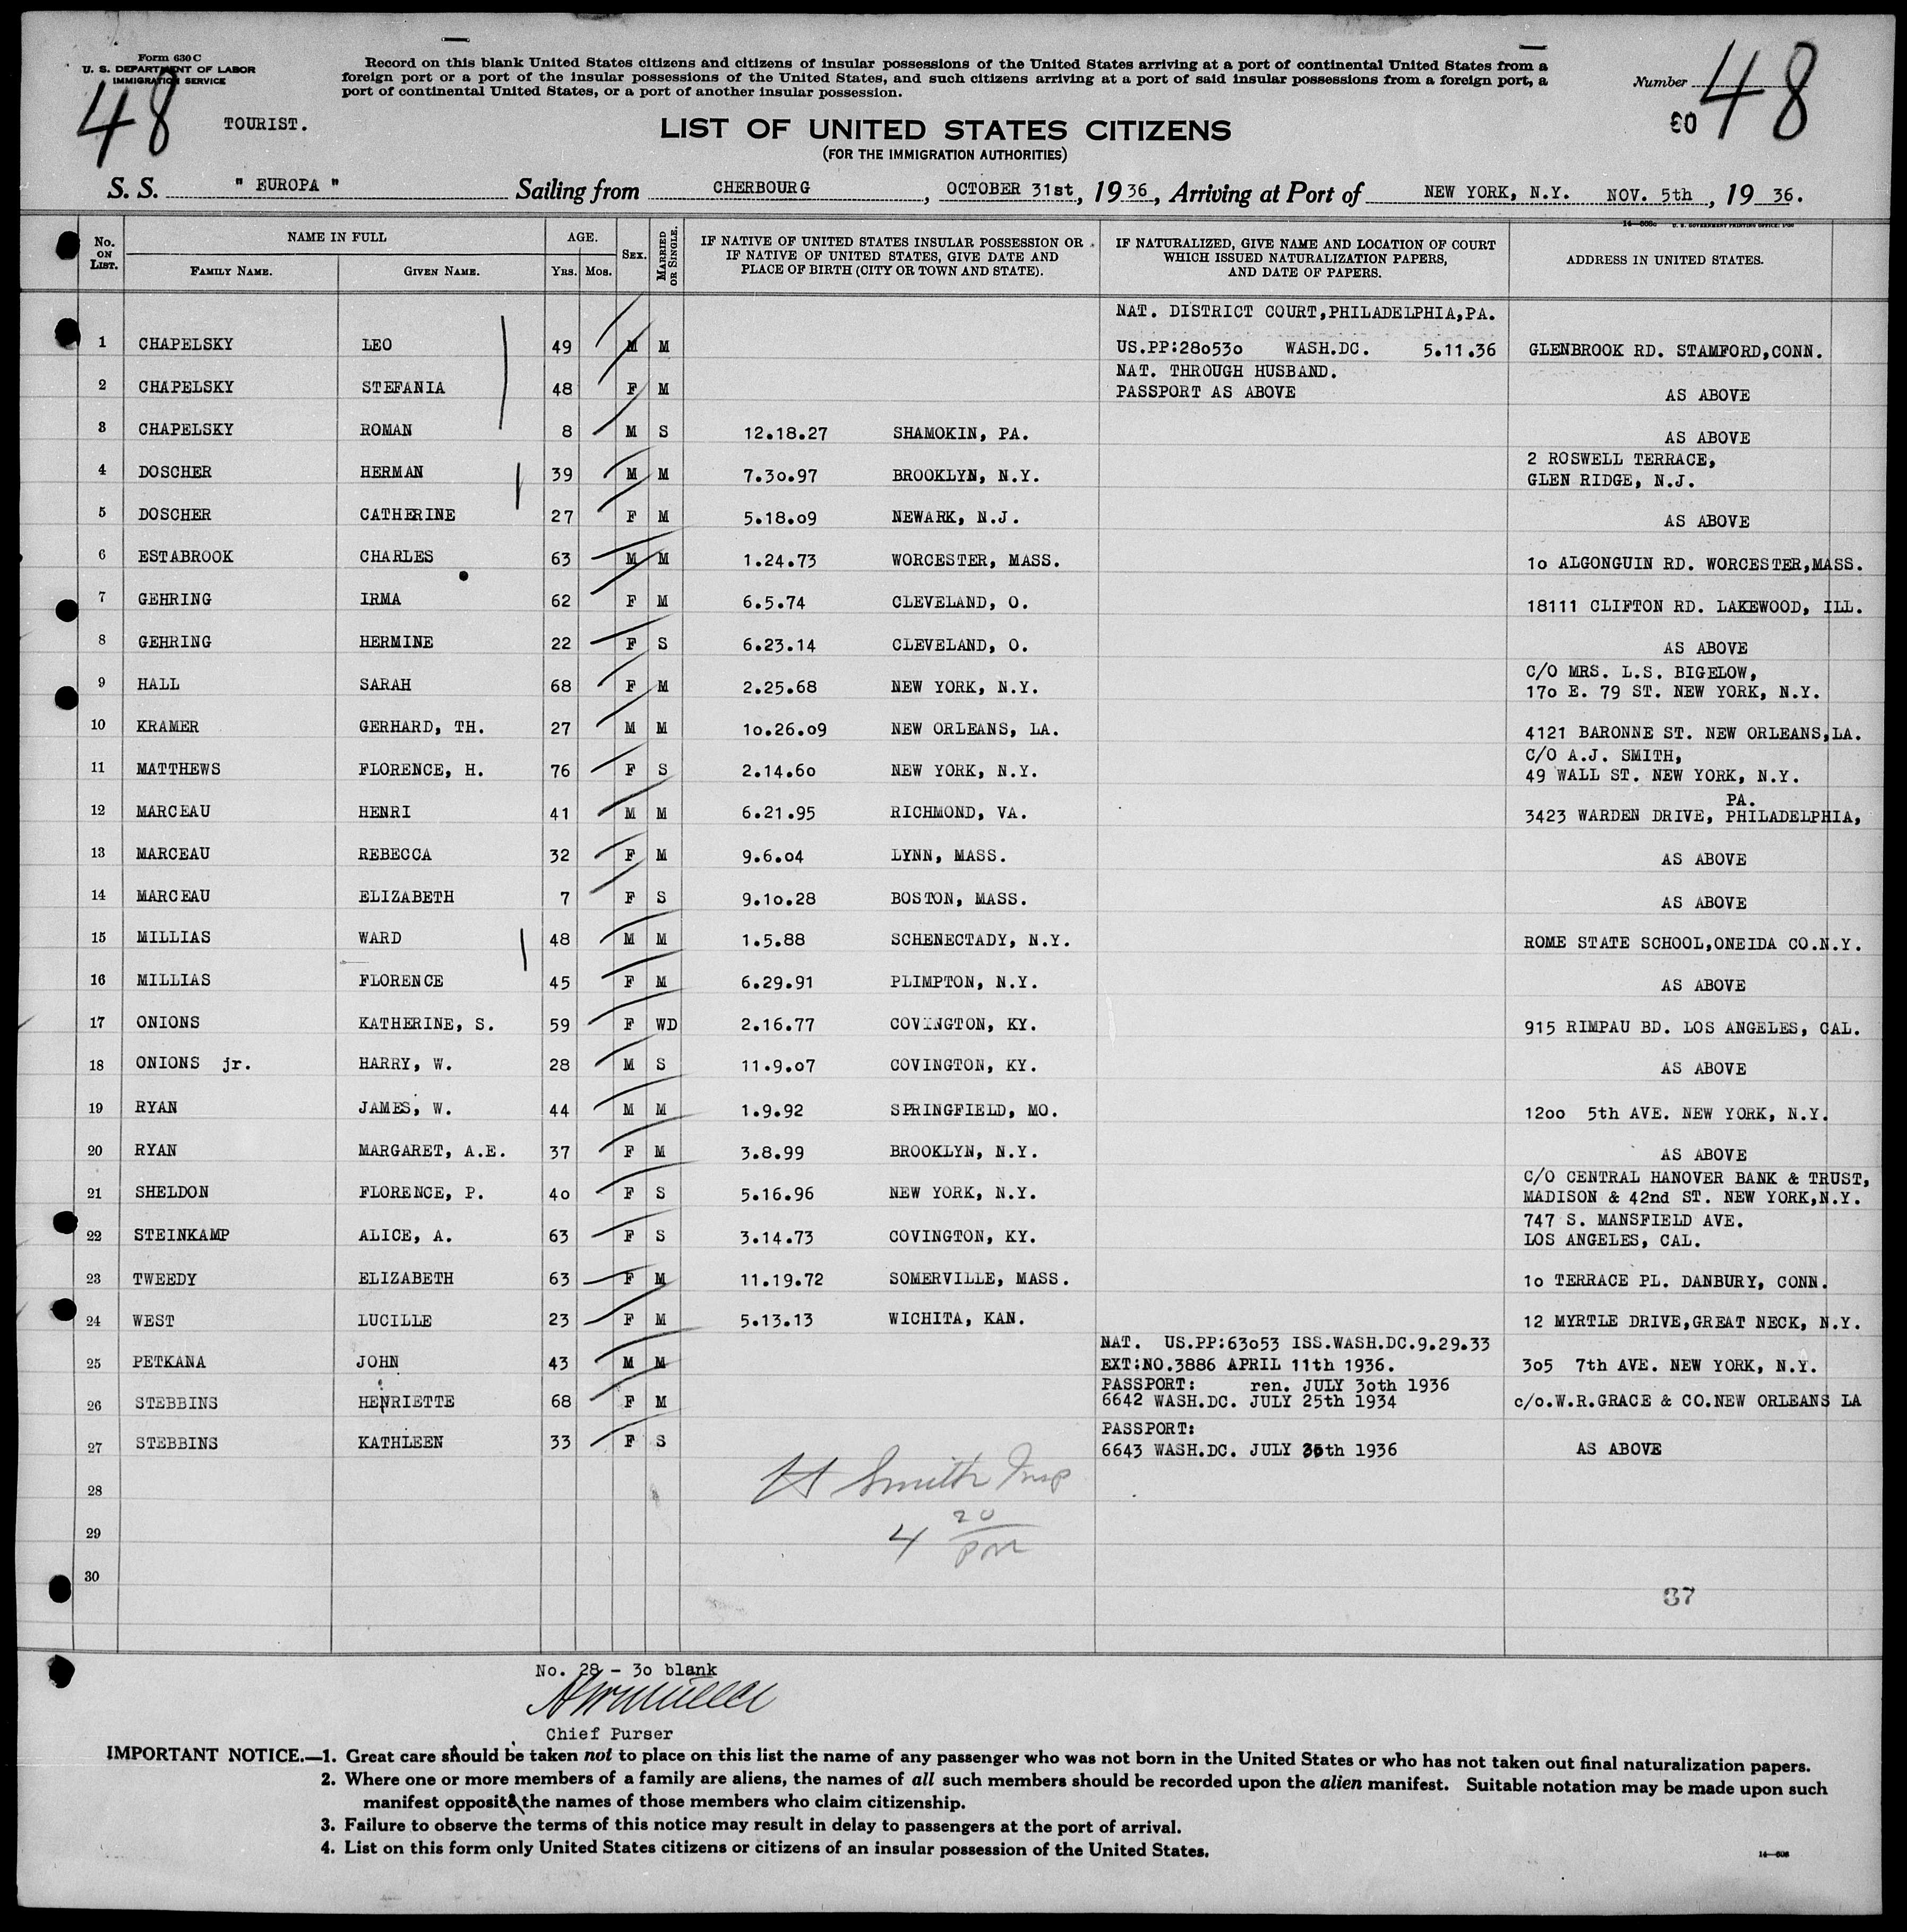 Form 630 C
U. S. DEPARTMENT OF LABOR
IMMIGRATION SERVICE
48
TOURIST.
Record on this blank United States citizens and citizens of insular possessions of the United States arriving at a port of continental United States from a
foreign port or a port of the insular possessions of the United States, and such citizens arriving at a port of said insular possessions from a foreign port, a
port of continental United States, or a port of another insular possession.
Number 48
LIST OF UNITED STATES CITIZENS
(FOR THE IMMIGRATION AUTHORITIES)
S. S. " EUROPA " Sailing from CHERBOURG, OCTOBER 31st, 1936, Arriving at Port of NEW YORK, N.Y. NOV. 5th, 1936.
No. ON LIST. NAME IN FULL FAMILY NAME. GIVEN NAME. AGE. YRS. MOS. SEX. MARRIED OR SINGLE. IF NATIVE OF UNITED STATES INSULAR POSSESSION OR IF NATIVE OF UNITED STATES, GIVE DATE AND PLACE OF BIRTH (CITY OR TOWN AND STATE). IF NATURALIZED, GIVE NAME AND LOCATION OF COURT WHICH ISSUED NATURALIZATION PAPERS, AND DATE OF PAPERS. ADDRESS IN UNITED STATES.
NAT. DISTRICT COURT,PHILADELPHIA,PA.
1 CHAPELSKY LEO 49 M M US.PP:280530 WASH.DC. 5.11.36 GLENBROOK RD. STAMFORD,CONN.
NAT. THROUGH HUSBAND.
2 CHAPELSKY STEFANIA 48 F M PASSPORT AS ABOVE AS ABOVE
3 CHAPELSKY ROMAN 8 M S 12.18.27 SHAMOKIN, PA. AS ABOVE
2 ROSWELL TERRACE,
4 DOSCHER HERMAN 39 M M 7.30.97 BROOKLYN, N.Y. GLEN RIDGE, N.J.
5 DOSCHER CATHERINE 27 F M 5.18.09 NEWARK, N.J. AS ABOVE
6 ESTABROOK CHARLES 63 M M 1.24.73 WORCESTER, MASS. 10 ALGONGUIN RD. WORCESTER,MASS.
7 GEHRING IRMA 62 F M 6.5.74 CLEVELAND, O. 18111 CLIFTON RD. LAKEWOOD, ILL.
8 GEHRING HERMINE 22 F S 6.23.14 CLEVELAND, O. AS ABOVE
C/O MRS. L.S. BIGELOW,
9 HALL SARAH 68 F M 2.25.68 NEW YORK, N.Y. 170 E. 79 ST. NEW YORK, N.Y.
10 KRAMER GERHARD, TH. 27 M M 10.26.09 NEW ORLEANS, LA. 4121 BARONNE ST. NEW ORLEANS,LA.
C/O A.J. SMITH,
11 MATTHEWS FLORENCE, H. 76 F S 2.14.60 NEW YORK, N.Y. 49 WALL ST. NEW YORK, N.Y.
PA.
12 MARCEAU HENRI 41 M M 6.21.95 RICHMOND, VA. 3423 WARDEN DRIVE, PHILADELPHIA,
13 MARCEAU REBECCA 32 F M 9.6.04 LYNN, MASS. AS ABOVE
14 MARCEAU ELIZABETH 7 F S 9.10.28 BOSTON, MASS. AS ABOVE
15 MILLIAS WARD 48 M M 1.5.88 SCHENECTADY, N.Y. ROME STATE SCHOOL,ONEIDA CO.N.Y.
16 MILLIAS FLORENCE 45 F M 6.29.91 PLIMPTON, N.Y. AS ABOVE
17 ONIONS KATHERINE, S. 59 F WD 2.16.77 COVINGTON, KY. 915 RIMPAU BD. LOS ANGELES, CAL.
18 ONIONS jr. HARRY, W. 28 M S 11.9.07 COVINGTON, KY. AS ABOVE
19 RYAN JAMES, W. 44 M M 1.9.92 SPRINGFIELD, MO. 1200 5th AVE. NEW YORK, N.Y.
20 RYAN MARGARET, A.E. 37 F M 3.8.99 BROOKLYN, N.Y. AS ABOVE
C/O CENTRAL HANOVER BANK & TRUST,
21 SHELDON FLORENCE, P. 40 F S 5.16.96 NEW YORK, N.Y. MADISON & 42nd ST. NEW YORK,N.Y.
747 S. MANSFIELD AVE.
22 STEINKAMP ALICE, A. 63 F S 3.14.73 COVINGTON, KY. LOS ANGELES, CAL.
23 TWEEDY ELIZABETH 63 F M 11.19.72 SOMERVILLE, MASS. 10 TERRACE PL. DANBURY, CONN.
24 WEST LUCILLE 23 F M 5.13.13 WICHITA, KAN. 12 MYRTLE DRIVE,GREAT NECK, N.Y.
NAT. US.PP:63053 ISS.WASH.DC.9.29.33
25 PETKANA JOHN 43 M M EXT:NO.3886 APRIL 11th 1936. 305 7th AVE. NEW YORK, N.Y.
PASSPORT: ren. JULY 30th 1936
26 STEBBINS HENRIETTE 68 F M 6642 WASH.DC. JULY 25th 1934 c/o.W.R.GRACE & CO.NEW ORLEANS LA
PASSPORT:
27 STEBBINS KATHLEEN 33 F S 6643 WASH.DC. JULY th 1936 AS ABOVE
28 H Smith Insp
29 4 20 PM
30
37
No. 28 - 30 blank
Chief Purser
IMPORTANT NOTICE.—1. Great care should be taken not to place on this list the name of any passenger who was not born in the United States or who has not taken out final naturalization papers.
2. Where one or more members of a family are aliens, the names of all such members should be recorded upon the alien manifest. Suitable notation may be made upon such
manifest opposite the names of those members who claim citizenship.
3. Failure to observe the terms of this notice may result in delay to passengers at the port of arrival.
4. List on this form only United States citizens or citizens of an insular possession of the United States.